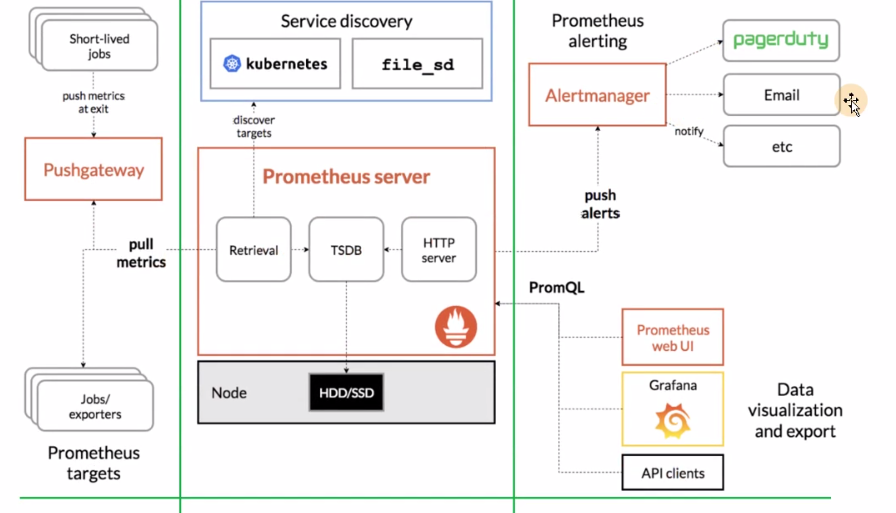 Short-lived
jobs
push metrics
at exit
Pushgateway
pull
metrics
Jobs/
exporters
Prometheus
targets
Service discovery
kubernetes
file_sd
discover
targets
Prometheus server
Retrieval
TSDB
HTTP
server
Node
HDD/SSD
Prometheus
alerting
Alertmanager
pagerduty
Email
notify
etc
push
alerts
PromQL
Prometheus
web UI
Grafana
API clients
Data
visualization
and export